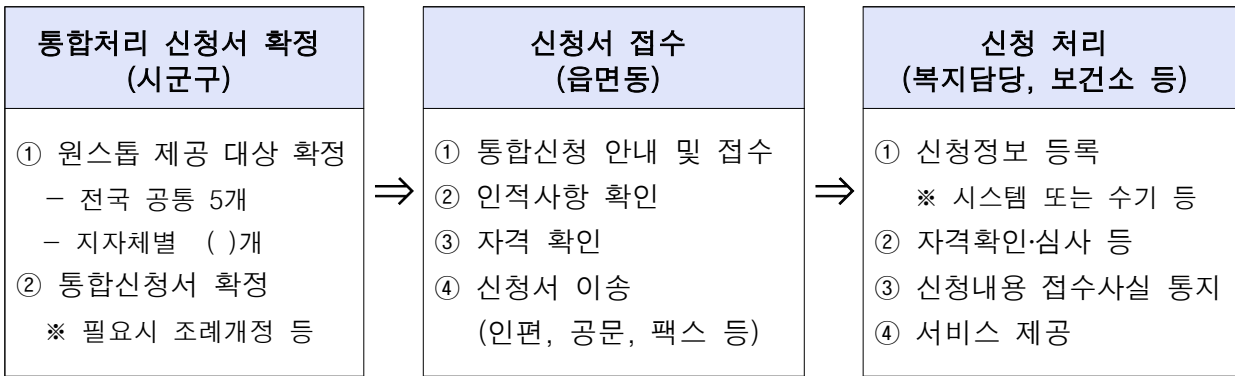 통합처리 신청서 확정
(시군구)
① 원스톱 제공 대상 확정
– 전국 공통 5개
– 지자체별 ( )개
② 통합신청서 확정
※ 필요시 조례개정 등
⇒
신청서 접수
(읍면동)
① 통합신청 안내 및 접수
② 인적사항 확인
③ 자격 확인
④ 신청서 이송
(인편, 공문, 팩스 등)
⇒
신청 처리
(복지담당, 보건소 등)
① 신청정보 등록
※ 시스템 또는 수기 등
② 자격확인·심사 등
③ 신청내용 접수사실 통지
④ 서비스 제공